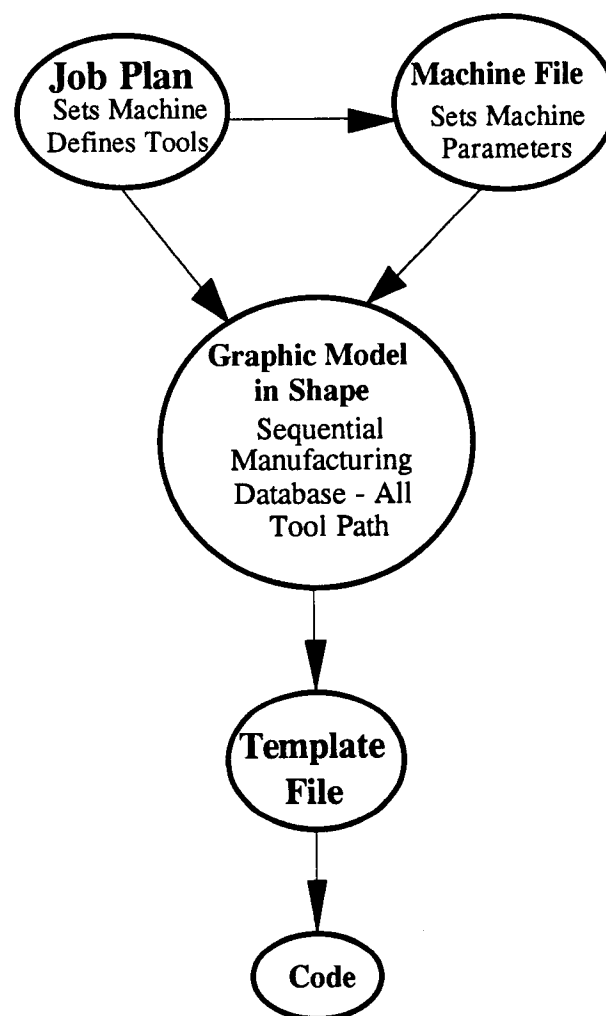 Job Plan
Sets Machine
Defines Tools
Machine File
Sets Machine
Parameters
Graphic Model
in Shape
Sequential
Manufacturing
Database - All
Tool Path
Template
File
Code